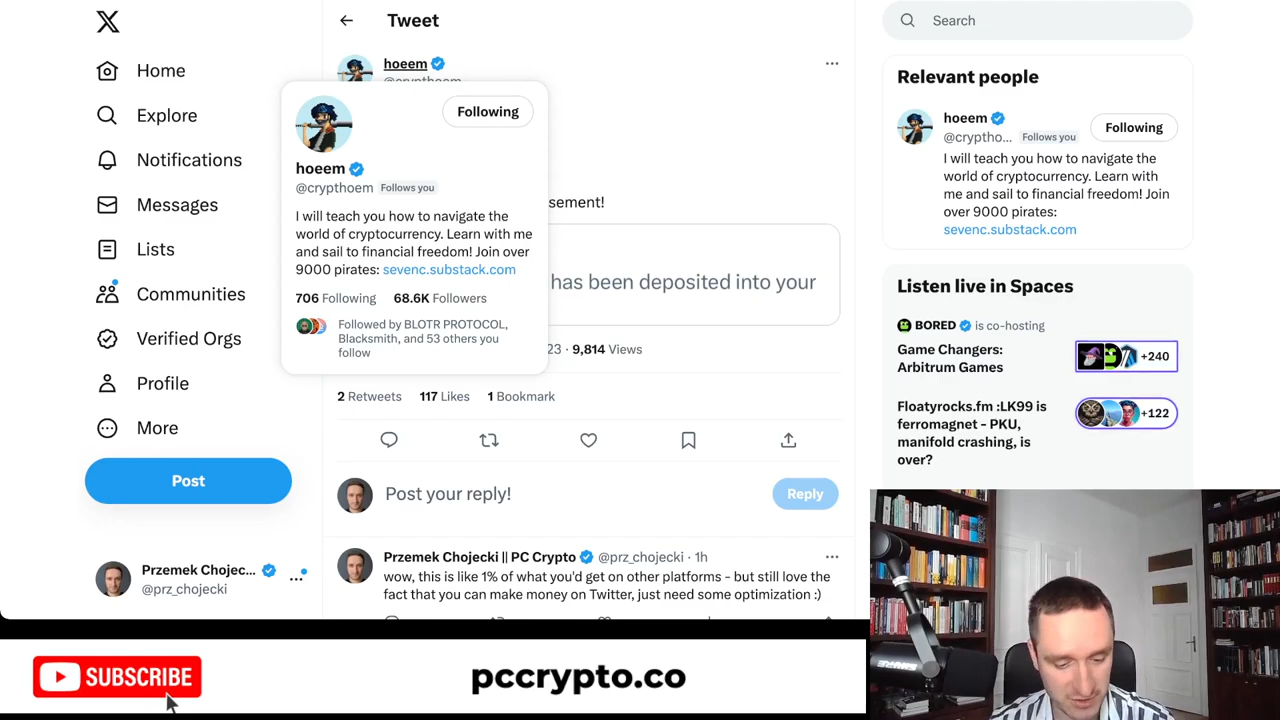 X
Home
Explore
Notifications
Messages
Lists
Communities
Verified Orgs
Profile
More
Post
Przemek Chojec...
@prz_chojecki
Tweet
hoeem
@crypthoem
Following
hoeem
@crypthoem Follows you
I will teach you how to navigate the
world of cryptocurrency. Learn with me
and sail to financial freedom! Join over
9000 pirates: sevenc.substack.com
706 Following 68.6K Followers
Followed by BLOTR PROTOCOL,
Blacksmith, and 53 others you
follow
sement!
has been deposited into your
23 · 9,814 Views
2 Retweets 117 Likes 1 Bookmark
Post your reply!
Reply
Przemek Chojecki || PC Crypto @prz_chojecki · 1h
wow, this is like 1% of what you'd get on other platforms - but still love the
fact that you can make money on Twitter, just need some optimization :)
Search
Relevant people
hoeem
@cryptho... Follows you
Following
I will teach you how to navigate the
world of cryptocurrency. Learn with
me and sail to financial freedom! Join
over 9000 pirates:
sevenc.substack.com
Listen live in Spaces
BORED is co-hosting
Game Changers:
Arbitrum Games
+240
Floatyrocks.fm :LK99 is
ferromagnet - PKU,
manifold crashing, is
over?
+122
SUBSCRIBE
pccrypto.co